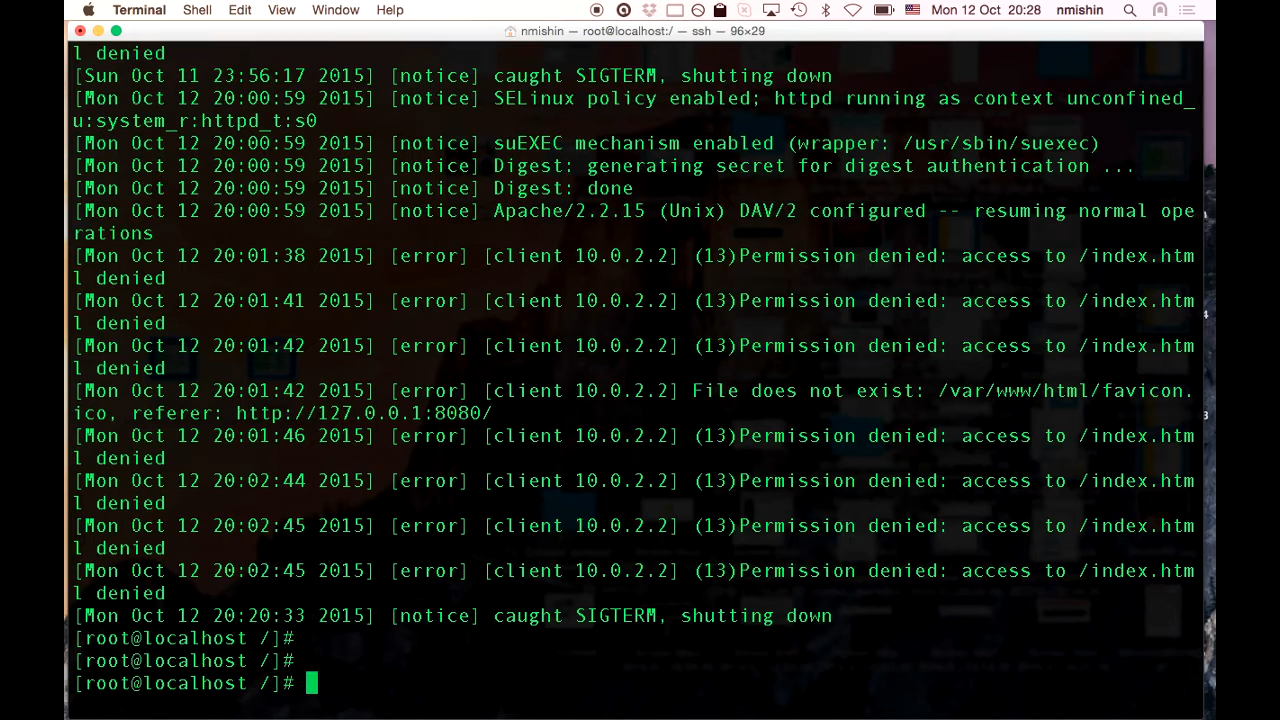 Terminal Shell Edit View Window Help Mon 12 Oct 20:28 nmishin
nmishin — root@localhost:/ — ssh — 96×29
l denied
[Sun Oct 11 23:56:17 2015] [notice] caught SIGTERM, shutting down
[Mon Oct 12 20:00:59 2015] [notice] SELinux policy enabled; httpd running as context unconfined_
u:system_r:httpd_t:s0
[Mon Oct 12 20:00:59 2015] [notice] suEXEC mechanism enabled (wrapper: /usr/sbin/suexec)
[Mon Oct 12 20:00:59 2015] [notice] Digest: generating secret for digest authentication ...
[Mon Oct 12 20:00:59 2015] [notice] Digest: done
[Mon Oct 12 20:00:59 2015] [notice] Apache/2.2.15 (Unix) DAV/2 configured -- resuming normal ope
rations
[Mon Oct 12 20:01:38 2015] [error] [client 10.0.2.2] (13)Permission denied: access to /index.htm
l denied
[Mon Oct 12 20:01:41 2015] [error] [client 10.0.2.2] (13)Permission denied: access to /index.htm
l denied
[Mon Oct 12 20:01:42 2015] [error] [client 10.0.2.2] (13)Permission denied: access to /index.htm
l denied
[Mon Oct 12 20:01:42 2015] [error] [client 10.0.2.2] File does not exist: /var/www/html/favicon.
ico, referer: http://127.0.0.1:8080/
[Mon Oct 12 20:01:46 2015] [error] [client 10.0.2.2] (13)Permission denied: access to /index.htm
l denied
[Mon Oct 12 20:02:44 2015] [error] [client 10.0.2.2] (13)Permission denied: access to /index.htm
l denied
[Mon Oct 12 20:02:45 2015] [error] [client 10.0.2.2] (13)Permission denied: access to /index.htm
l denied
[Mon Oct 12 20:02:45 2015] [error] [client 10.0.2.2] (13)Permission denied: access to /index.htm
l denied
[Mon Oct 12 20:20:33 2015] [notice] caught SIGTERM, shutting down
[root@localhost /]#
[root@localhost /]#
[root@localhost /]#